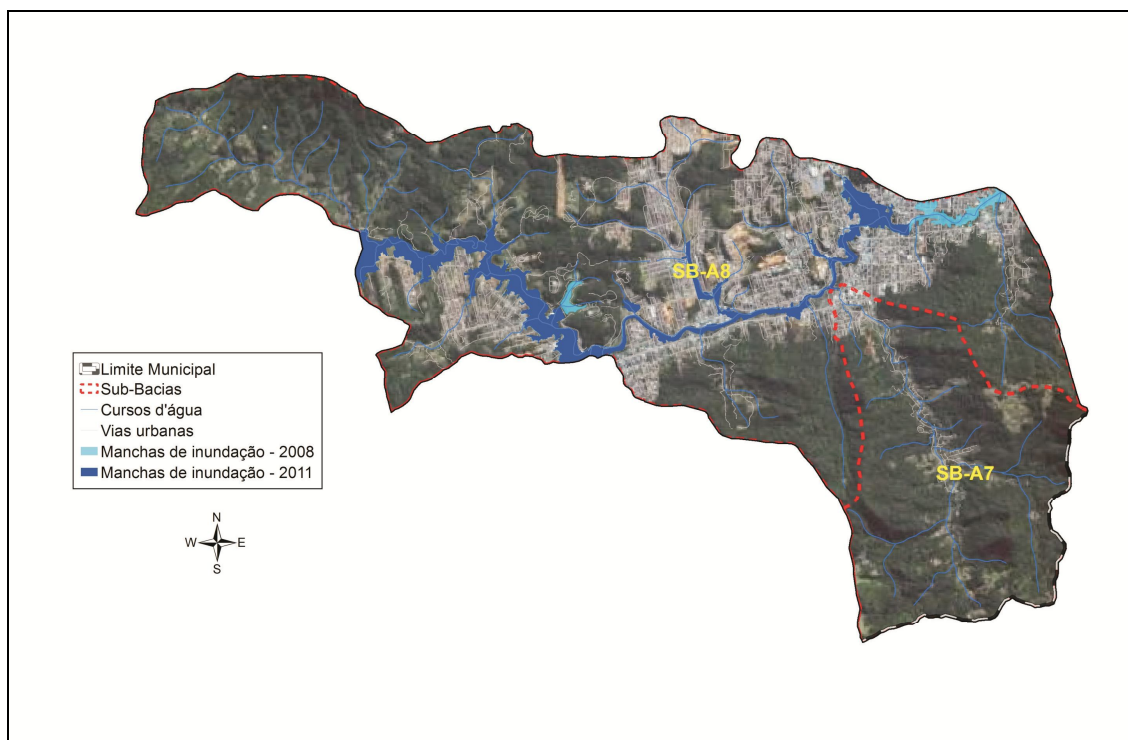 SB-A8
SB-A7
Limite Municipal
Sub-Bacias
Cursos d'água
Vias urbanas
Manchas de inundação - 2008
Manchas de inundação - 2011
N
W E
S